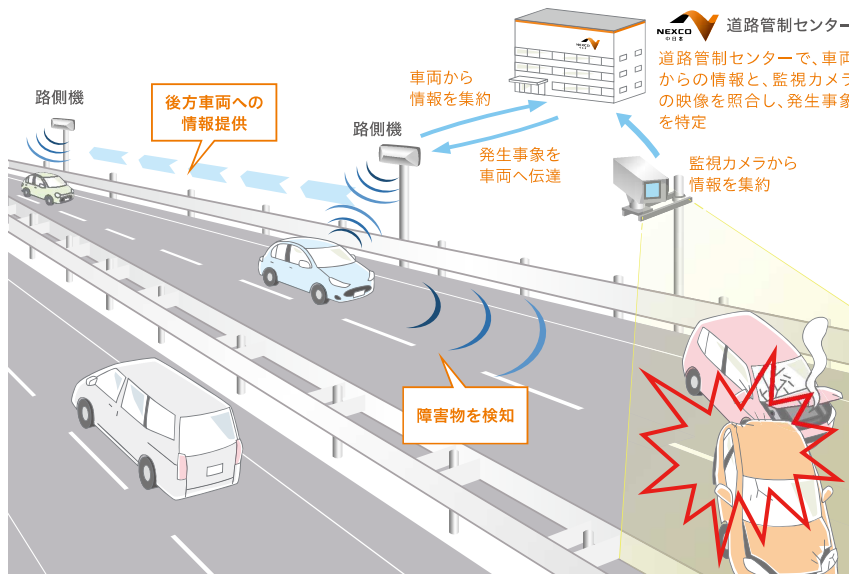 NEXCO
中日本
道路管制センター
道路管制センターで、車両
からの情報と、監視カメラ
の映像を照合し、発生事象
を特定
車両から
情報を集約
路側機
後方車両への
情報提供
路側機
発生事象を
車両へ伝達
監視カメラから
情報を集約
障害物を検知
NEXCO